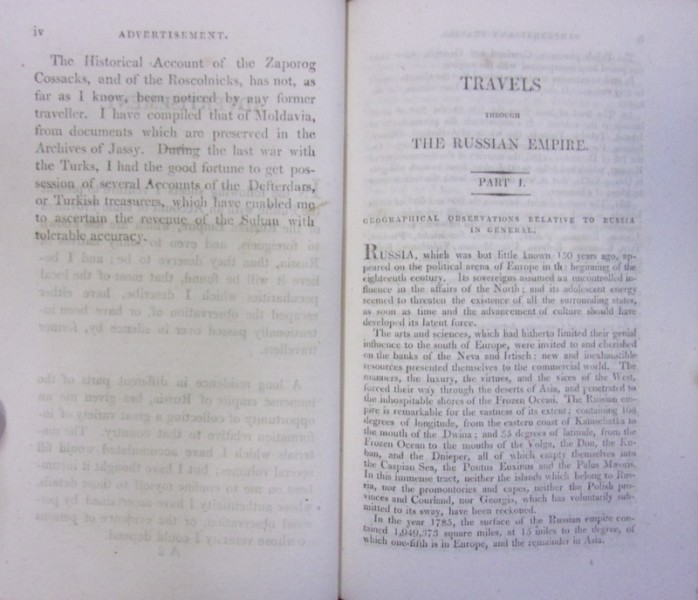 iv
ADVERTISEMENT.
The Historical Account of the Zaporog
Cossacks, and of the Roscolnicks, has not, as
far as I know, been noticed by any former
traveller. I have compiled that of Moldavia,
from documents which are preserved in the
Archives of Jassy. During the last war with
the Turks, I had the good fortune to get pos-
session of several Accounts of the Defterdars,
or Turkish treasurers, which have enabled me
to ascertain the revenue of the Sultan with
tolerable accuracy.
TRAVELS
THROUGH
THE RUSSIAN EMPIRE.
PART I.
GEOGRAPHICAL OBSERVATIONS RELATIVE TO RUSSIA
IN GENERAL.
RUSSIA, which was but little known 150 years ago, ap-
peared on the political arena of Europe in the beginning of the
eighteenth century. Its sovereigns assumed an uncontrolled in-
fluence in the affairs of the North; and its adolescent energy
seemed to threaten the existence of all the surrounding states,
as soon as time and the advancement of culture should have
developed its latent force.
The arts and sciences, which had hitherto limited their genial
influence to the south of Europe, were invited to and cherished
on the banks of the Neva and Irtisch: new and inexhaustible
resources presented themselves to the commercial world. The
manners, the luxury, the virtues, and the vices of the West,
forced their way through the deserts of Asia, and penetrated to
the inhospitable shores of the Frozen Ocean. The Russian em-
pire is remarkable for the vastness of its extent; containing 168
degrees of longitude, from the eastern coast of Kamschatka to
the mouth of the Dwina; and 35 degrees of latitude, from the
Frozen Ocean to the mouths of the Volga, the Don, the Ku-
ban, and the Dnieper, all of which empty themselves into
the Caspian Sea, the Pontus Euxinus and the Palus Mæotis.
In this immense tract, neither the islands which belong to Rus-
sia, nor the promontories and capes, neither the Polish pro-
vinces and Courland, nor Georgia, which has voluntarily sub-
mitted to its sway, have been reckoned.
In the year 1785, the surface of the Russian empire con-
tained 1,949,373 square miles, at 15 miles to the degree, of
which one-fifth is in Europe, and the remainder in Asia.